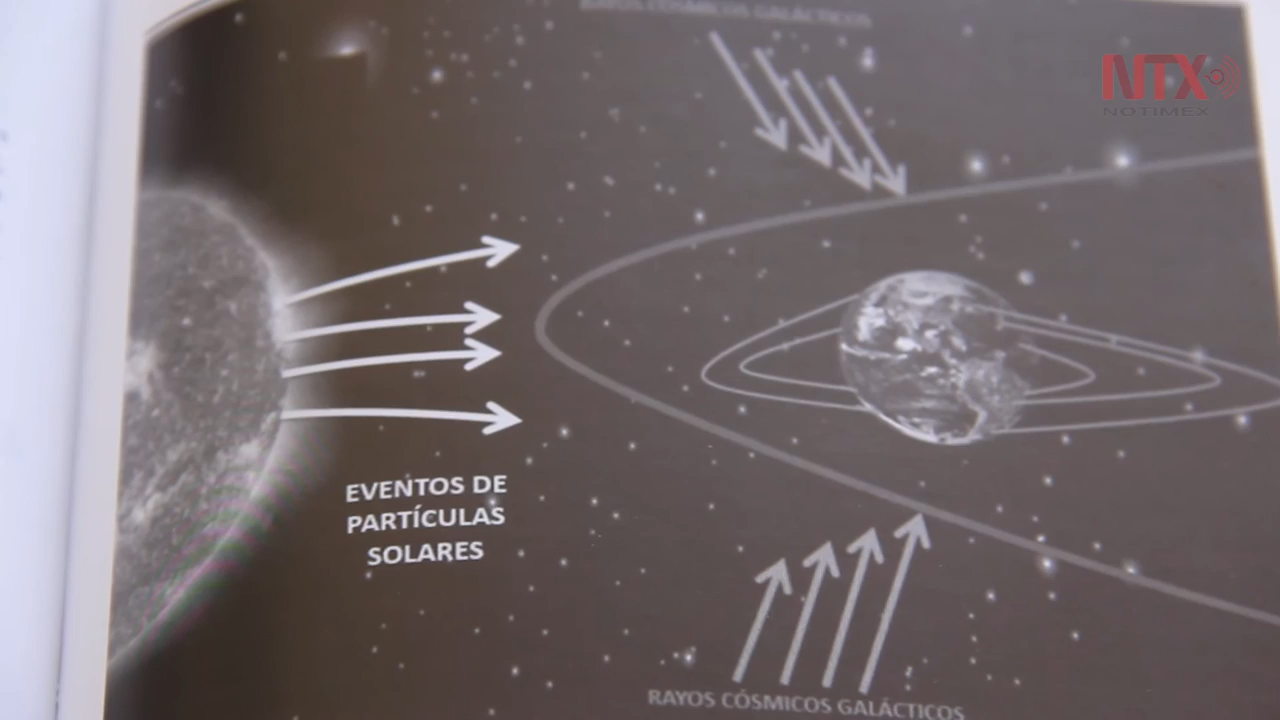 RAYOS CÓSMICOS GALÁCTICOS
NTX
NOTIMEX
EVENTOS DE
PARTÍCULAS
SOLARES
RAYOS CÓSMICOS GALÁCTICOS